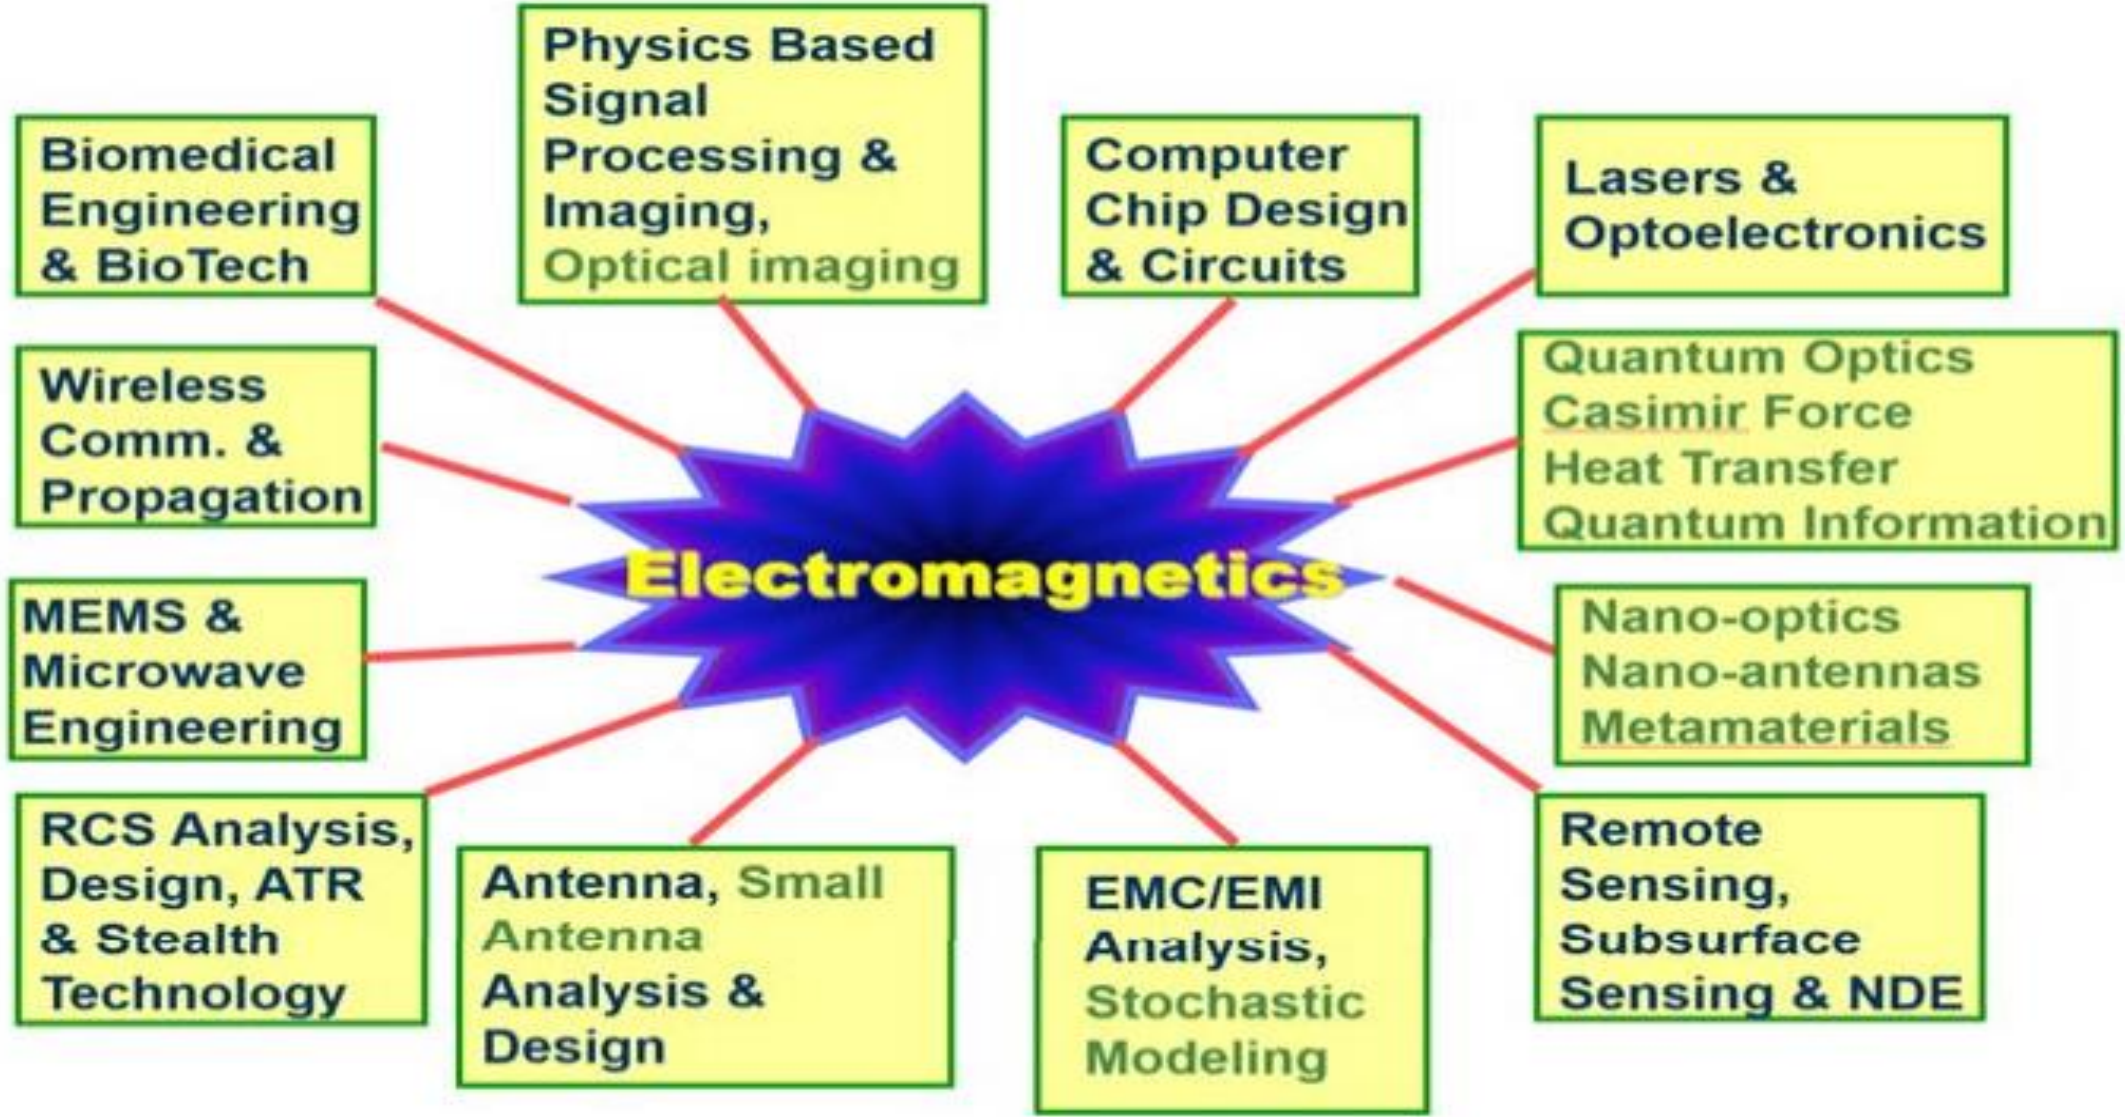 Physics Based
Signal
Processing &
Imaging,
Optical imaging
Biomedical
Engineering
& BioTech
Computer
Chip Design
& Circuits
Lasers &
Optoelectronics
Wireless
Comm. &
Propagation
Quantum Optics
Casimir Force
Heat Transfer
Quantum Information
Electromagnetics
MEMS &
Microwave
Engineering
Nano-optics
Nano-antennas
Metamaterials
RCS Analysis,
Design, ATR
& Stealth
Technology
Antenna, Small
Antenna
Analysis &
Design
EMC/EMI
Analysis,
Stochastic
Modeling
Remote
Sensing,
Subsurface
Sensing & NDE